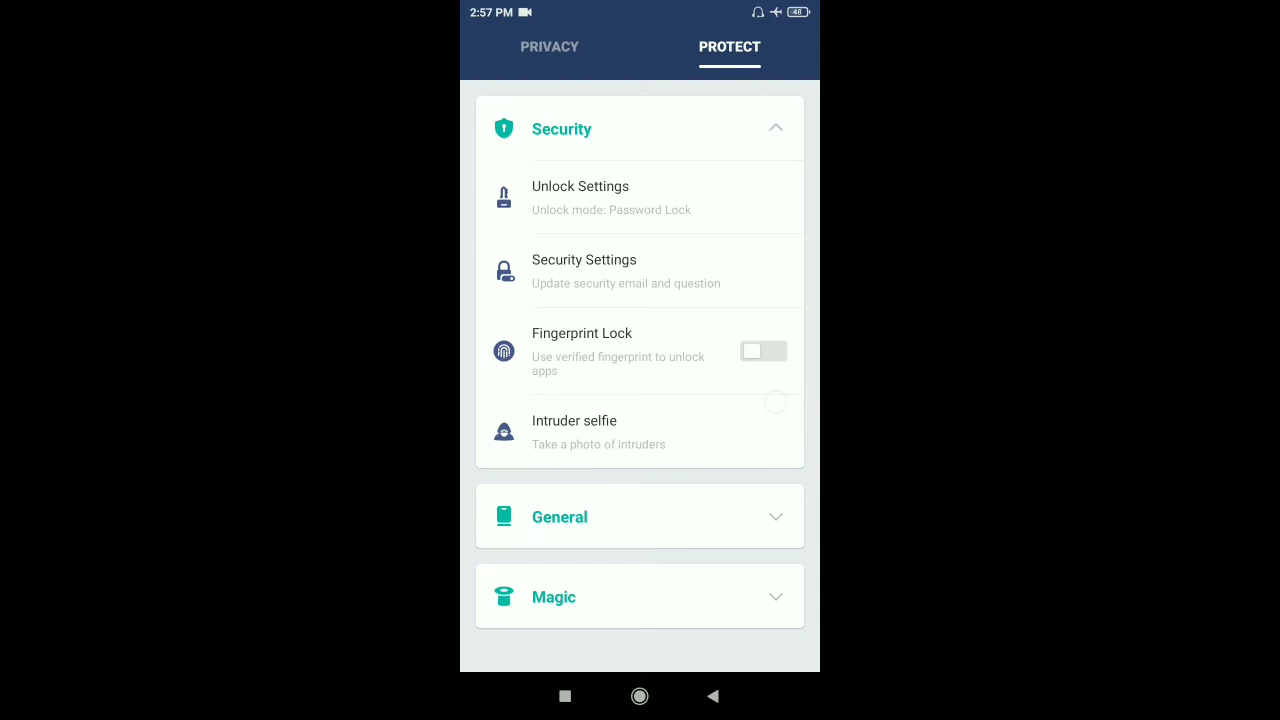 2:57 PM
48
PRIVACY
PROTECT
Security
Unlock Settings
Unlock mode: Password Lock
Security Settings
Update security email and question
Fingerprint Lock
Use verified fingerprint to unlock
apps
Intruder selfie
Take a photo of intruders
General
Magic